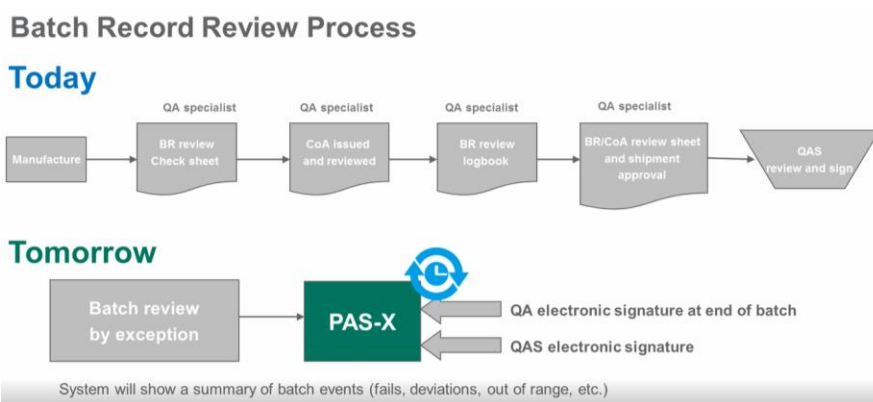 Batch Record Review Process
Today
QA specialist
QA specialist
QA specialist
QA specialist
Manufacture
BR review
Check sheet
CoA issued
and reviewed
BR review
logbook
BR/CoA review sheet
and shipment
approval
QAS
review and sign
Tomorrow
Batch review
by exception
PAS-X
QA electronic signature at end of batch
QAS electronic signature
System will show a summary of batch events (fails, deviations, out of range, etc.)